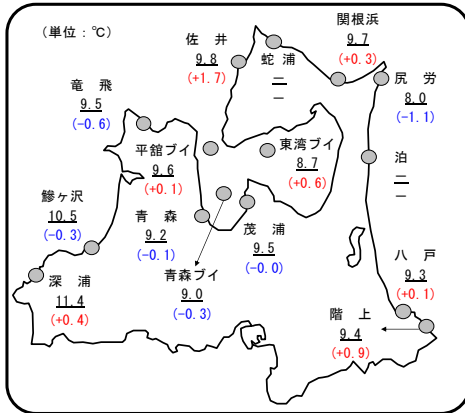 (単位：℃)
佐井
9.8
(+1.7)
蛇浦
―
―
関根浜
9.7
(+0.3)
尻労
8.0
(-1.1)
竜飛
9.5
(-0.6)
平舘ブイ
9.6
(+0.1)
東湾ブイ
8.7
(+0.6)
泊
―
―
鰺ヶ沢
10.5
(-0.3)
青森
9.2
(-0.1)
茂浦
9.5
(-0.0)
青森ブイ
9.0
(-0.3)
深浦
11.4
(+0.4)
八戸
9.3
(+0.1)
階上
9.4
(+0.9)